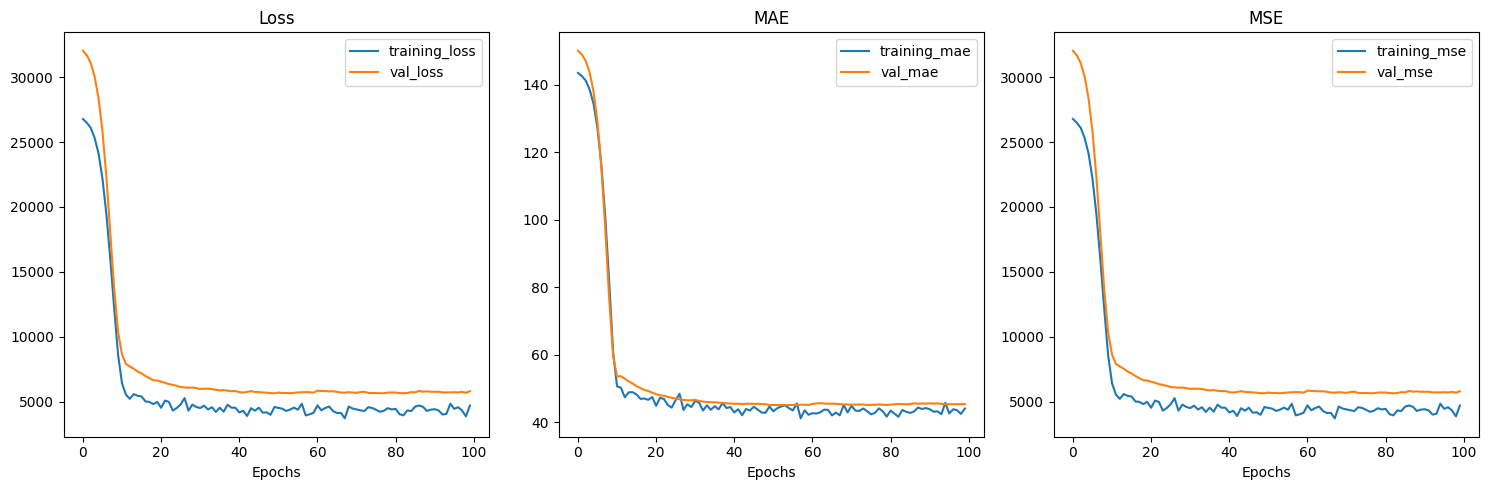 Loss
30000
25000
20000
15000
10000
5000
0 20 40 60 80 100
Epochs
training_loss
val_loss
MAE
140
120
100
80
60
40
0 20 40 60 80 100
Epochs
training_mae
val_mae
MSE
30000
25000
20000
15000
10000
5000
0 20 40 60 80 100
Epochs
training_mse
val_mse